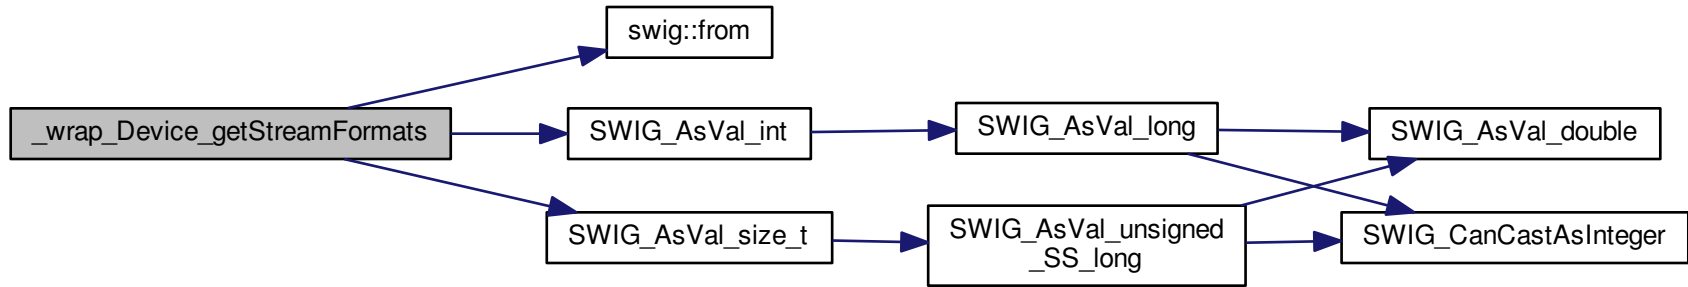 swig::from
_wrap_Device_getStreamFormats
SWIG_AsVal_int
SWIG_AsVal_long
SWIG_AsVal_double
SWIG_AsVal_size_t
SWIG_AsVal_unsigned
_SS_long
SWIG_CanCastAsInteger